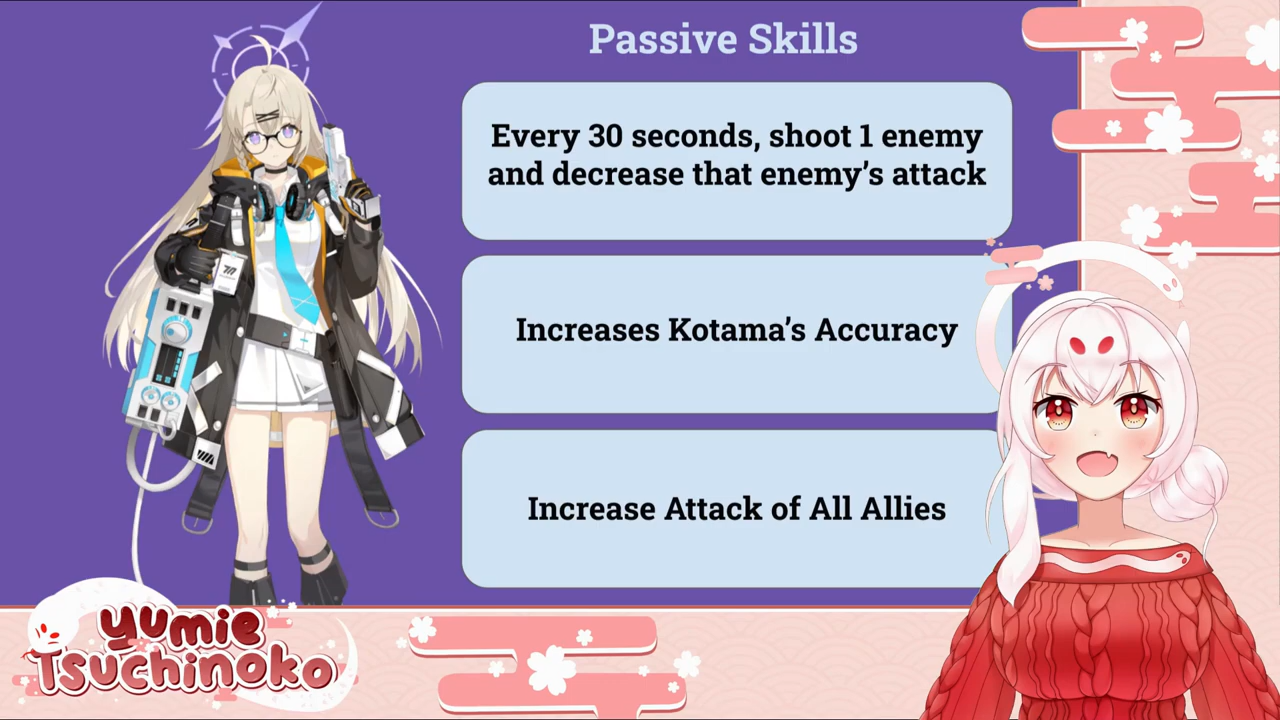 Passive Skills
Every 30 seconds, shoot 1 enemy
and decrease that enemy's attack
Increases Kotama's Accuracy
Increase Attack of All Allies
Yumie
Tsuchinoko